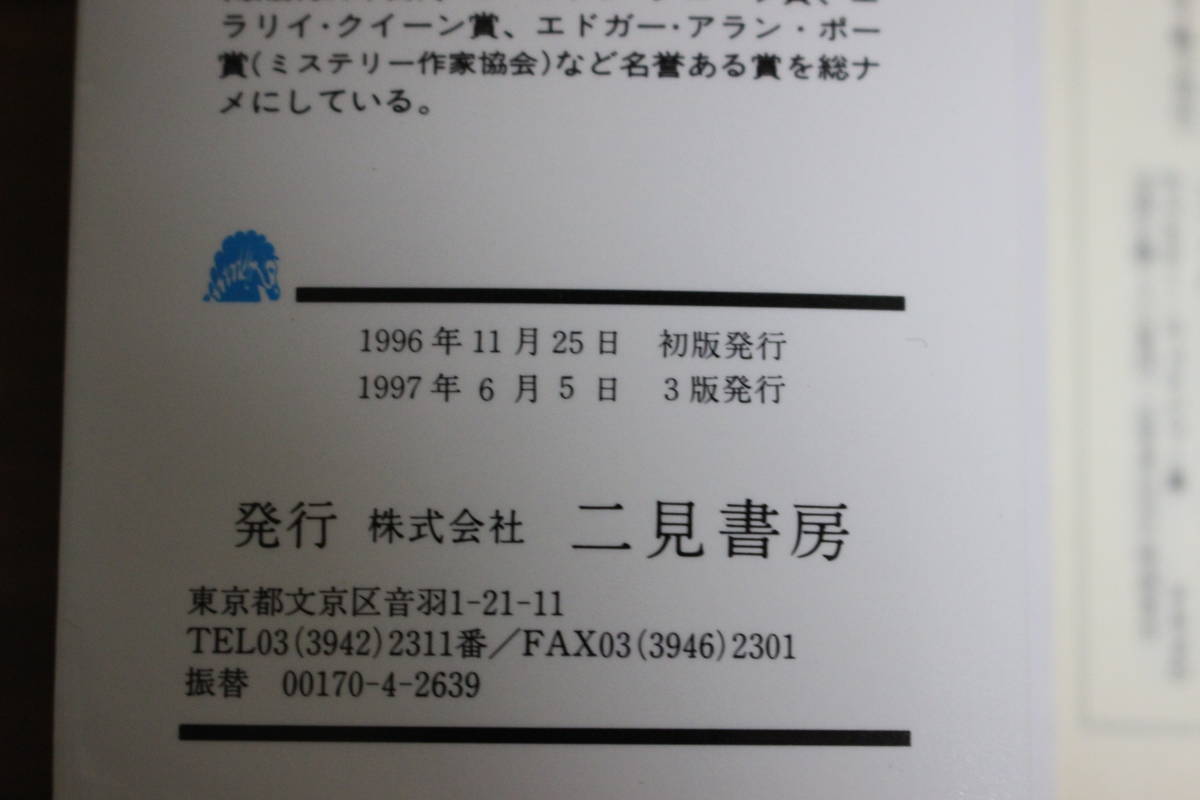 ラリイ・クイーン賞、エドガー・アラン・ポー
賞(ミステリー作家協会)など名誉ある賞を総ナ
メにしている。
1996年11月25日 初版発行
1997年 6 月 5 日 3版発行
発行 株式会社 二見書房
東京都文京区音羽1-21-11
TEL03(3942)2311番/FAX03(3946)2301
振替 00170-4-2639